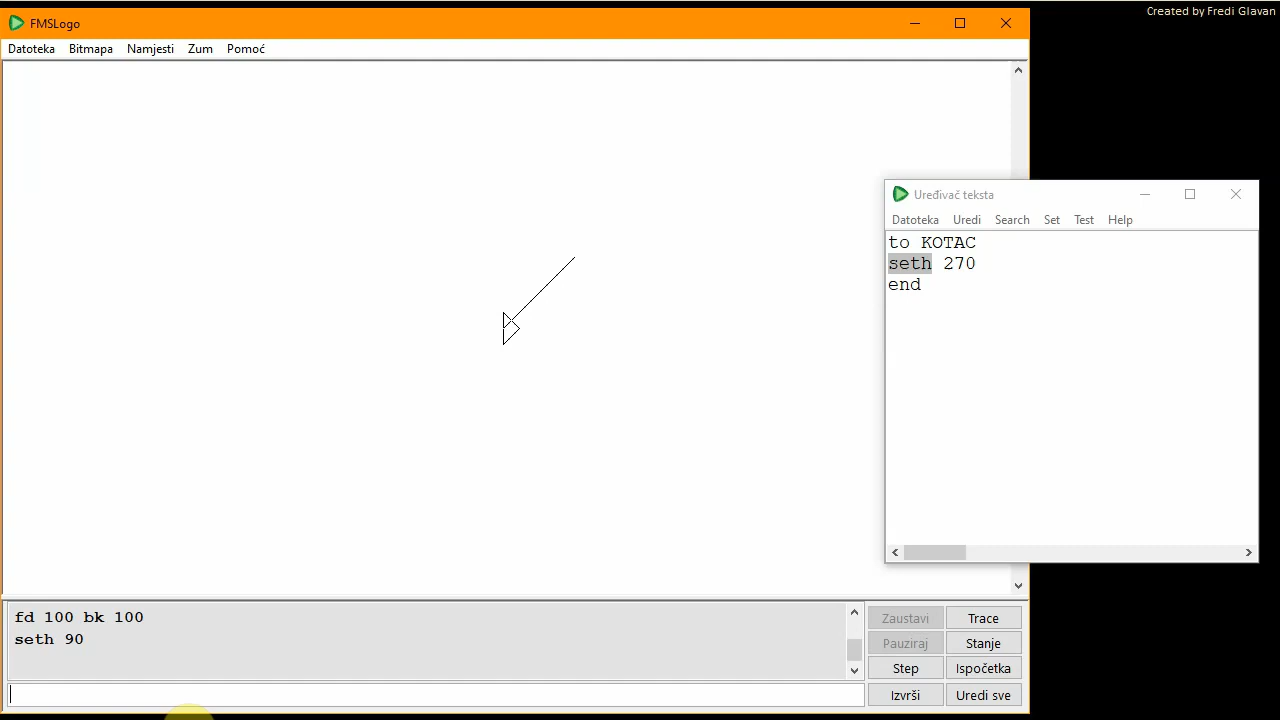 Created by Fredi Glavan
FMSLogo
Datoteka Bitmapa Namjesti Zum Pomoć
Uređivač teksta
Datoteka Uredi Search Set Test Help
to KOTAC
seth 270
end
fd 100 bk 100
seth 90
Zaustavi Trace
Pauziraj Stanje
Step Ispočetka
Izvrši Uredi sve